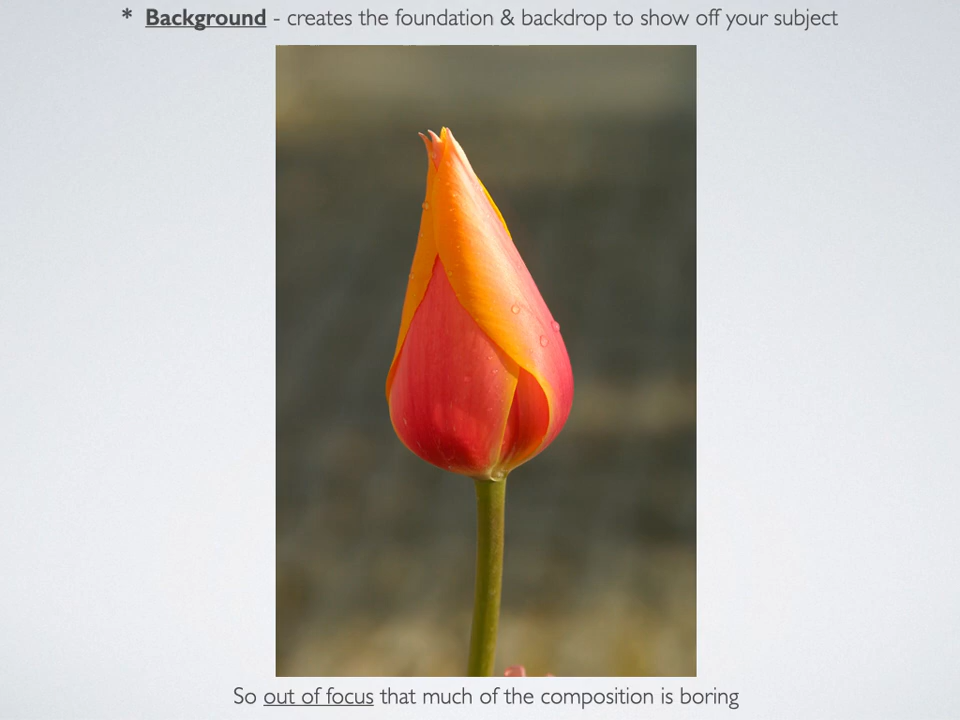 * Background - creates the foundation & backdrop to show off your subject
So out of focus that much of the composition is boring